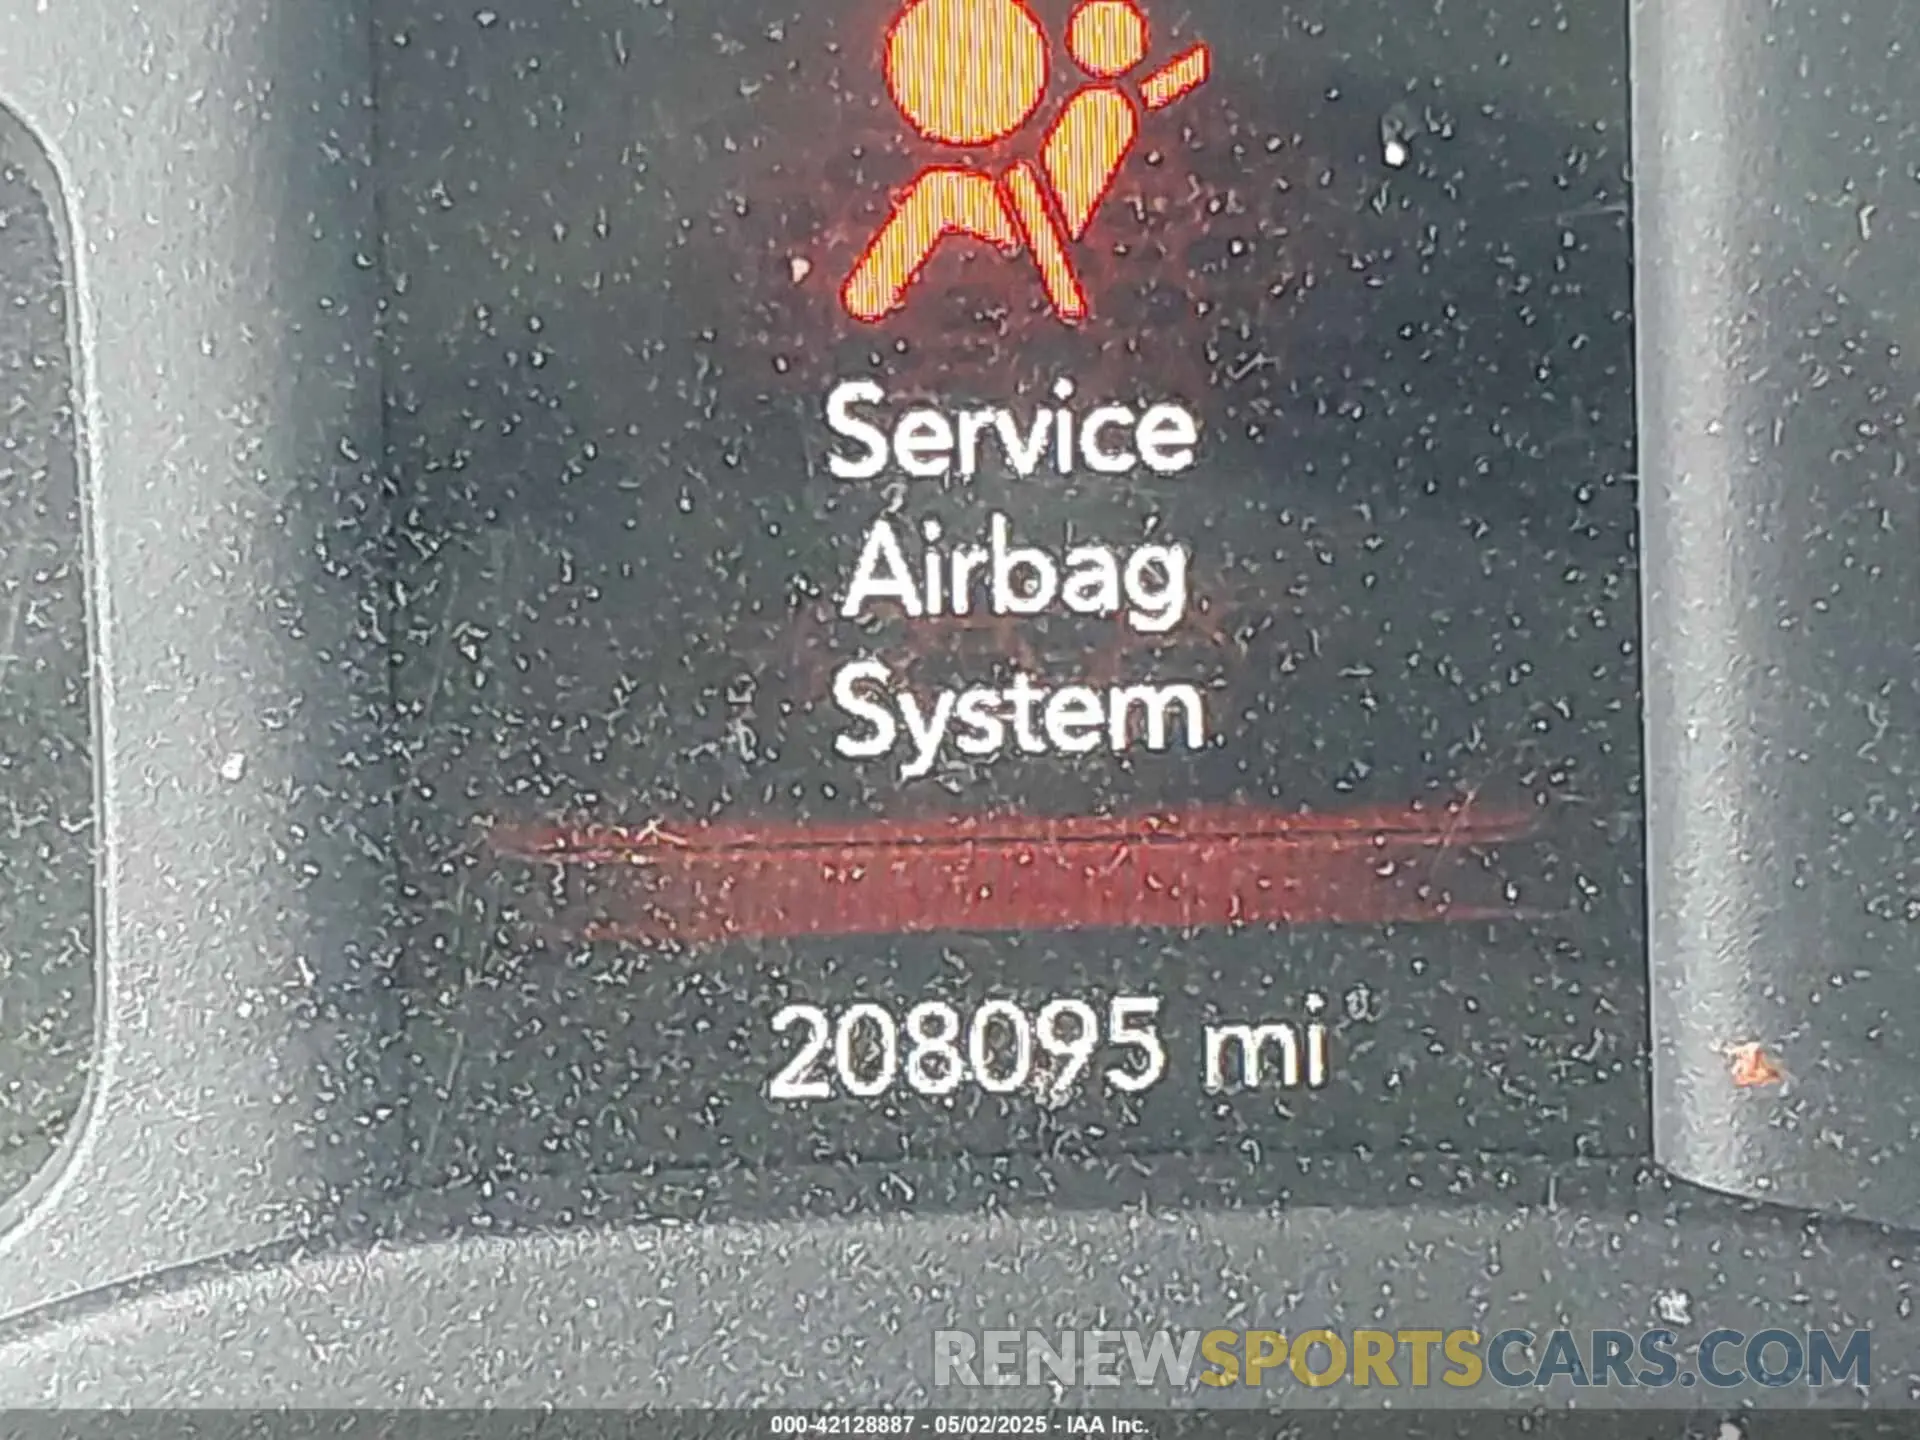 Service
Airbag
System
208095 mi
RENEWSPORTSCARS.COM
000-42128887 - 05/02/2025 - IAA Inc.